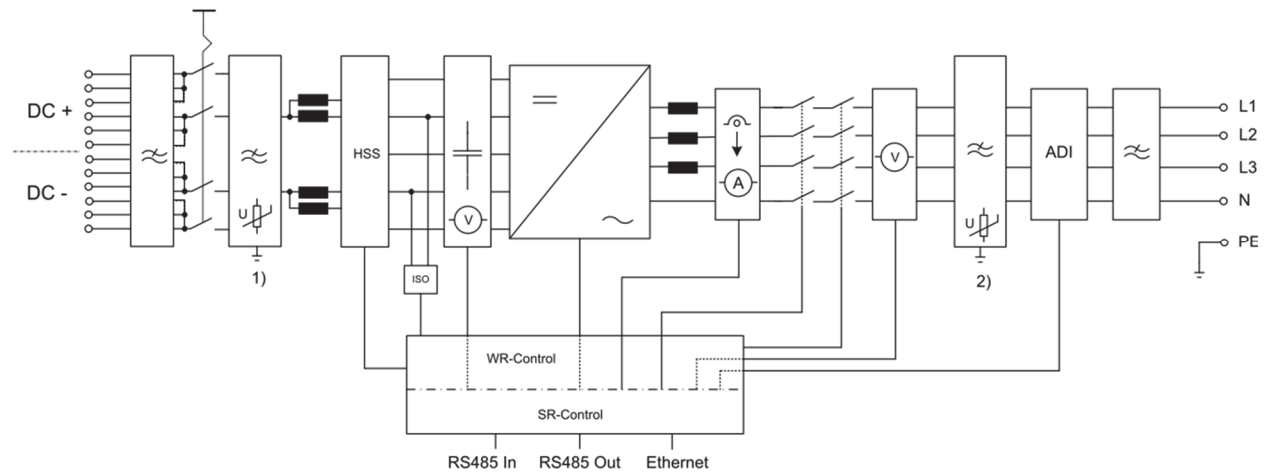 DC +
DC -
U
1)
HSS
V
ISO
A
V
U
2)
ADI
L1
L2
L3
N
PE
WR-Control
SR-Control
RS485 In
RS485 Out
Ethernet